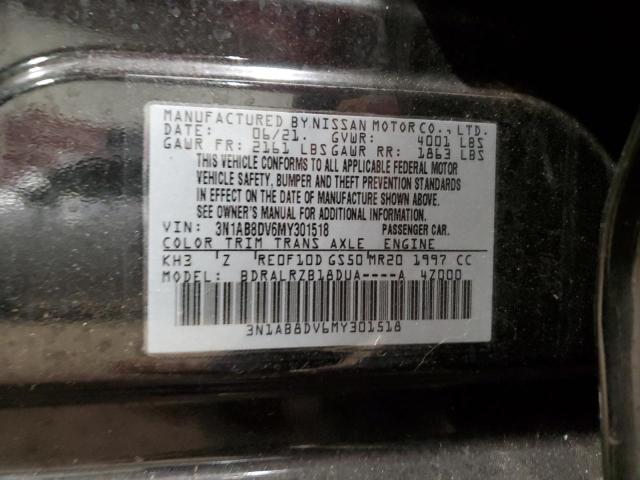 MANUFACTURED BY NISSAN MOTOR CO., LTD.
DATE: 06/21. GVWR: 4001 LBS
GAWR FR: 2161 LBS GAWR RR: 1863 LBS
THIS VEHICLE CONFORMS TO ALL APPLICABLE FEDERAL MOTOR
VEHICLE SAFETY, BUMPER AND THEFT PREVENTION STANDARDS
IN EFFECT ON THE DATE OF MANUFACTURE SHOWN ABOVE.
SEE OWNER'S MANUAL FOR ADDITIONAL INFORMATION.
VIN: 3N1AB8DV6MY301518 PASSENGER CAR.
COLOR TRIM TRANS AXLE ENGINE
KH3 Z RE0F10D GS50 MR20 1997 CC
MODEL: BDRALRZB18DUA----A 4Z000
3N1AB8DV6MY301518